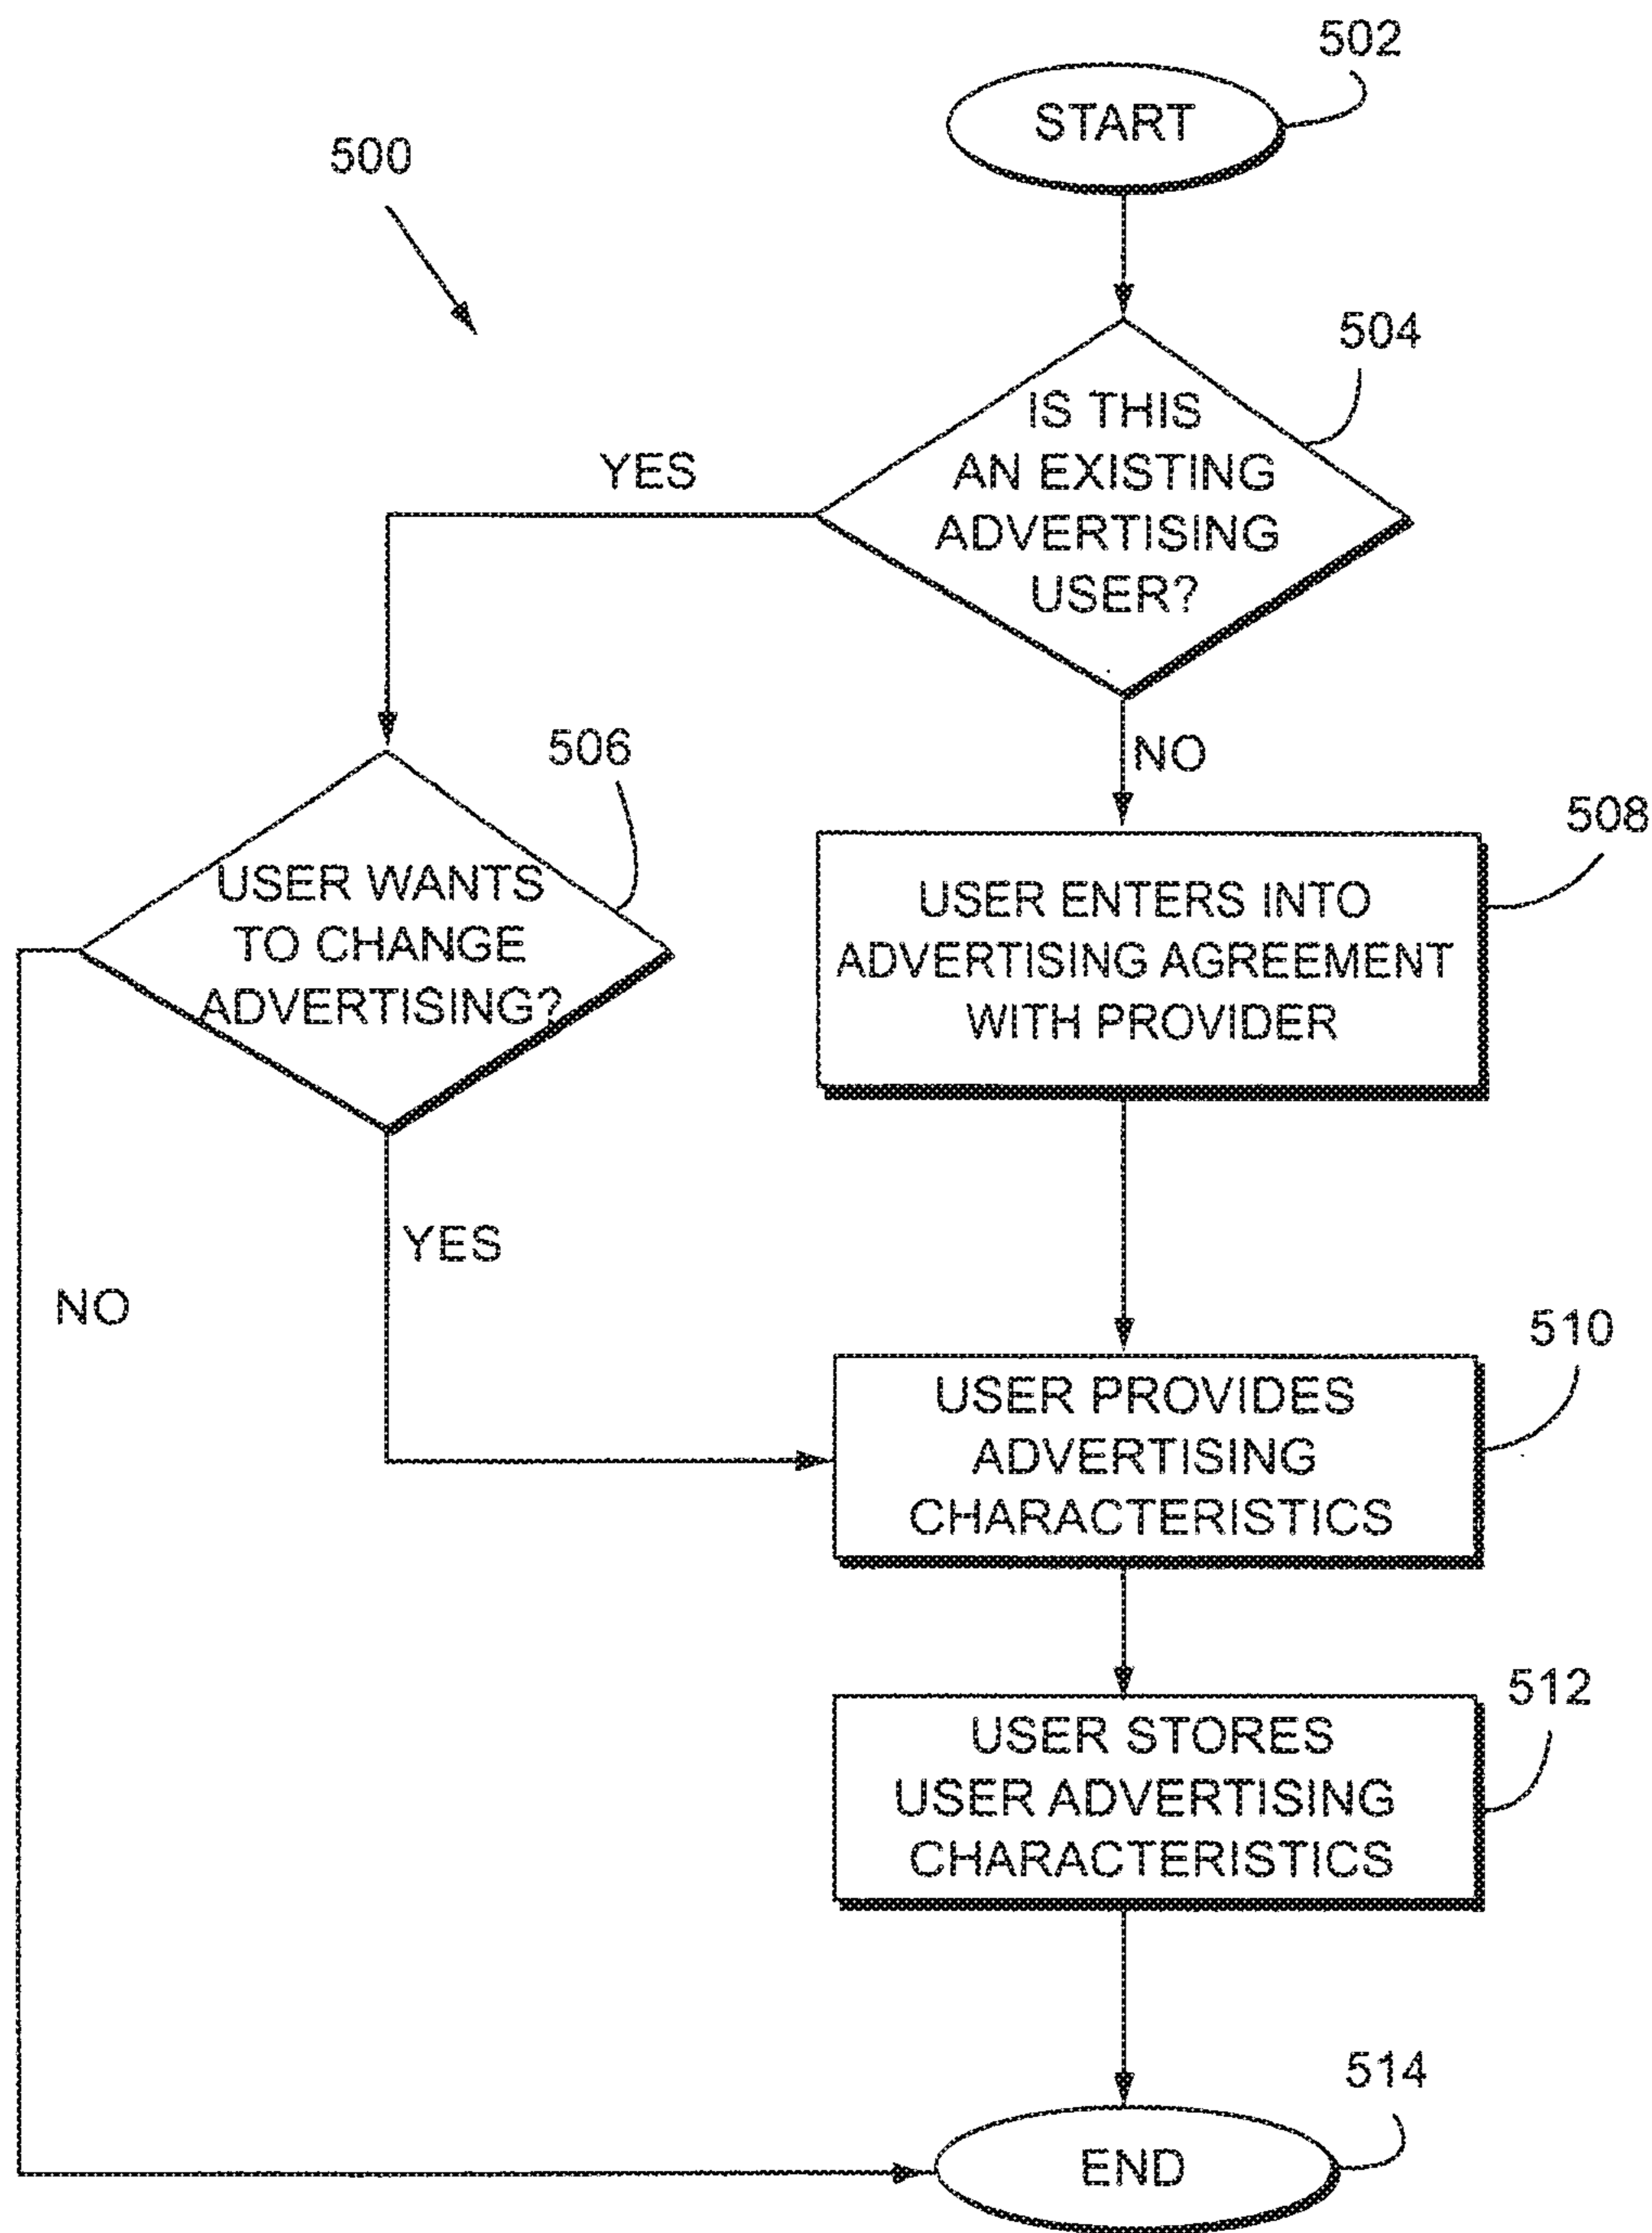 502
START
500
504
IS THIS
AN EXISTING
ADVERTISING
USER?
YES
NO
506
USER WANTS
TO CHANGE
ADVERTISING?
508
USER ENTERS INTO
ADVERTISING AGREEMENT
WITH PROVIDER
YES
NO
510
USER PROVIDES
ADVERTISING
CHARACTERISTICS
512
USER STORES
USER ADVERTISING
CHARACTERISTICS
514
END